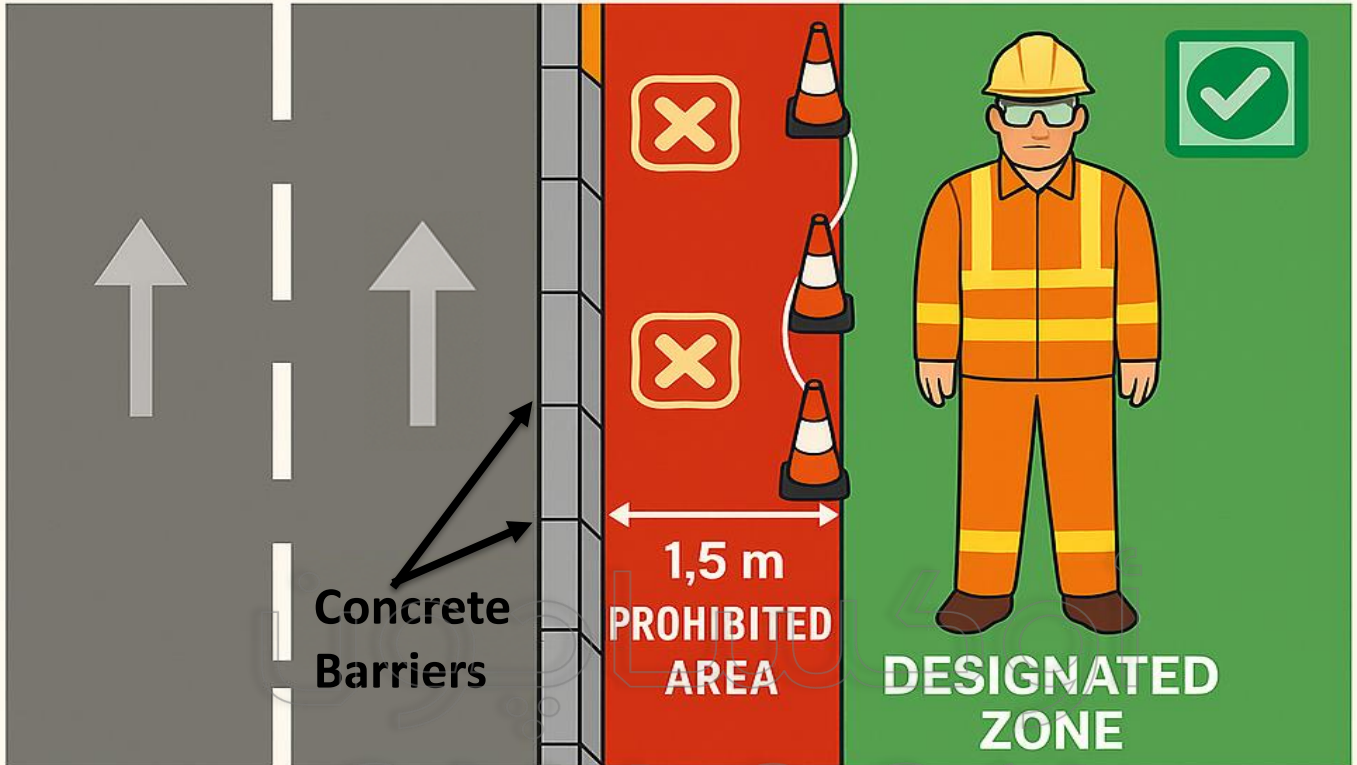 Concrete
Barriers
1,5 m
PROHIBITED
AREA
DESIGNATED
ZONE